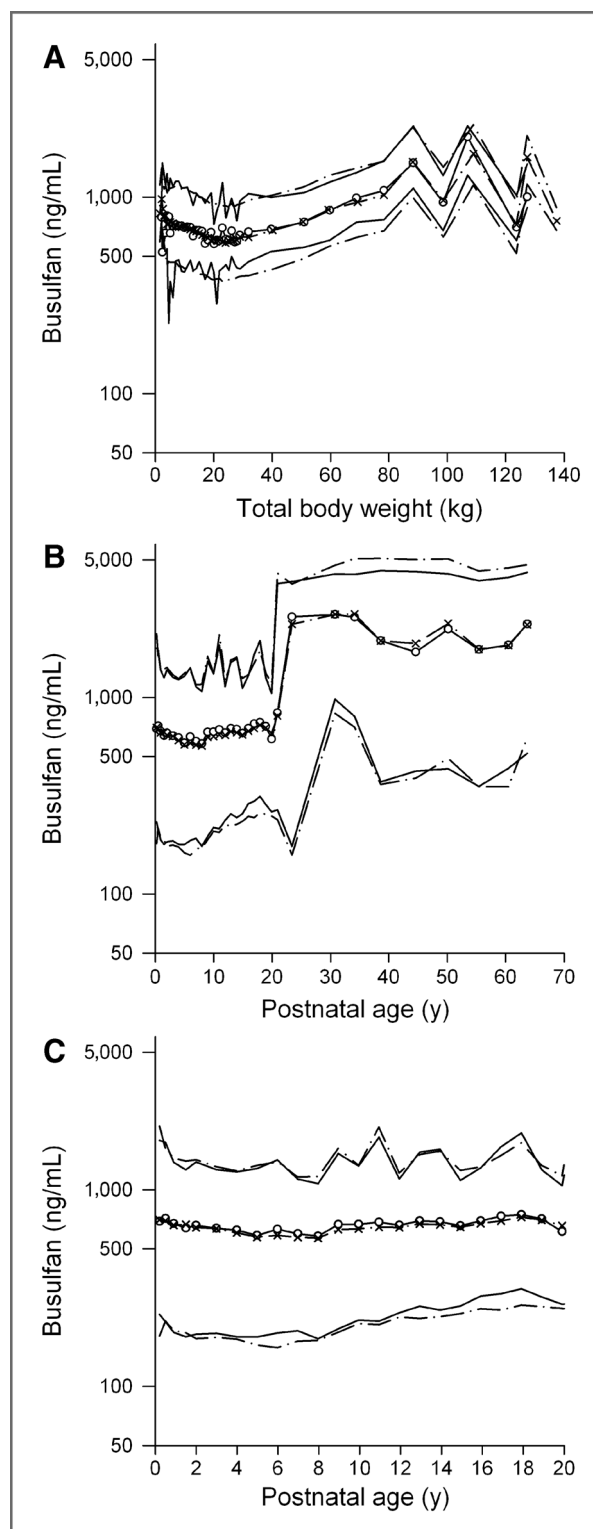 A
5,000
1,000
500
100
50
Busulfan (ng/mL)
0 20 40 60 80 100 120 140
Total body weight (kg)
B
5,000
1,000
500
100
50
Busulfan (ng/mL)
0 10 20 30 40 50 60 70
Postnatal age (y)
C
5,000
1,000
500
100
50
Busulfan (ng/mL)
0 2 4 6 8 10 12 14 16 18 20
Postnatal age (y)